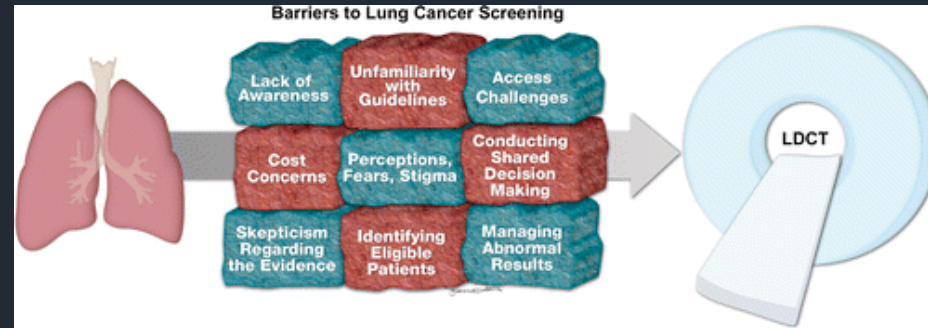 Barriers to Lung Cancer Screening
Lack of
Awareness
Unfamiliarity
with
Guidelines
Access
Challenges
Cost
Concerns
Perceptions,
Fears, Stigma
Conducting
Shared
Decision
Making
Skepticism
Regarding
the Evidence
Identifying
Eligible
Patients
Managing
Abnormal
Results
LDCT